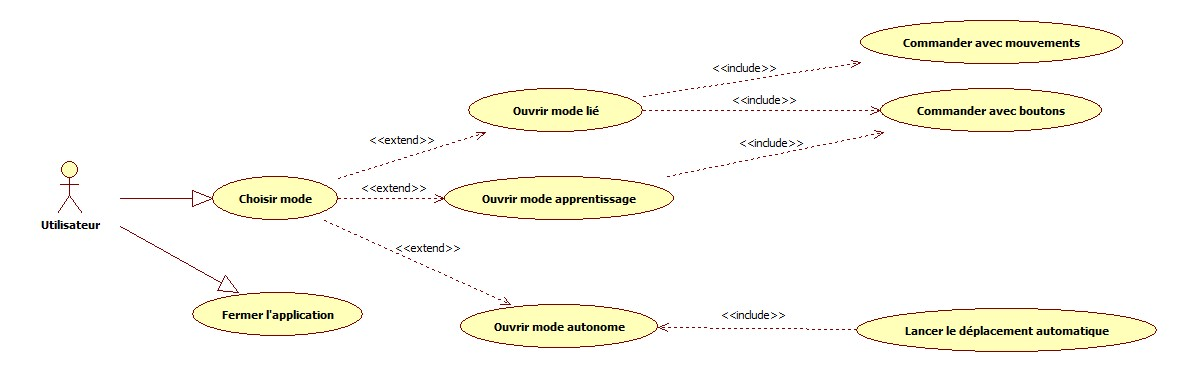 Commander avec mouvements
<<include>>
Ouvrir mode lié
<<include>>
Commander avec boutons
<<extend>>
<<include>>
Utilisateur
Choisir mode
<<extend>>
Ouvrir mode apprentissage
<<extend>>
Fermer l'application
Ouvrir mode autonome
<<include>>
Lancer le déplacement automatique